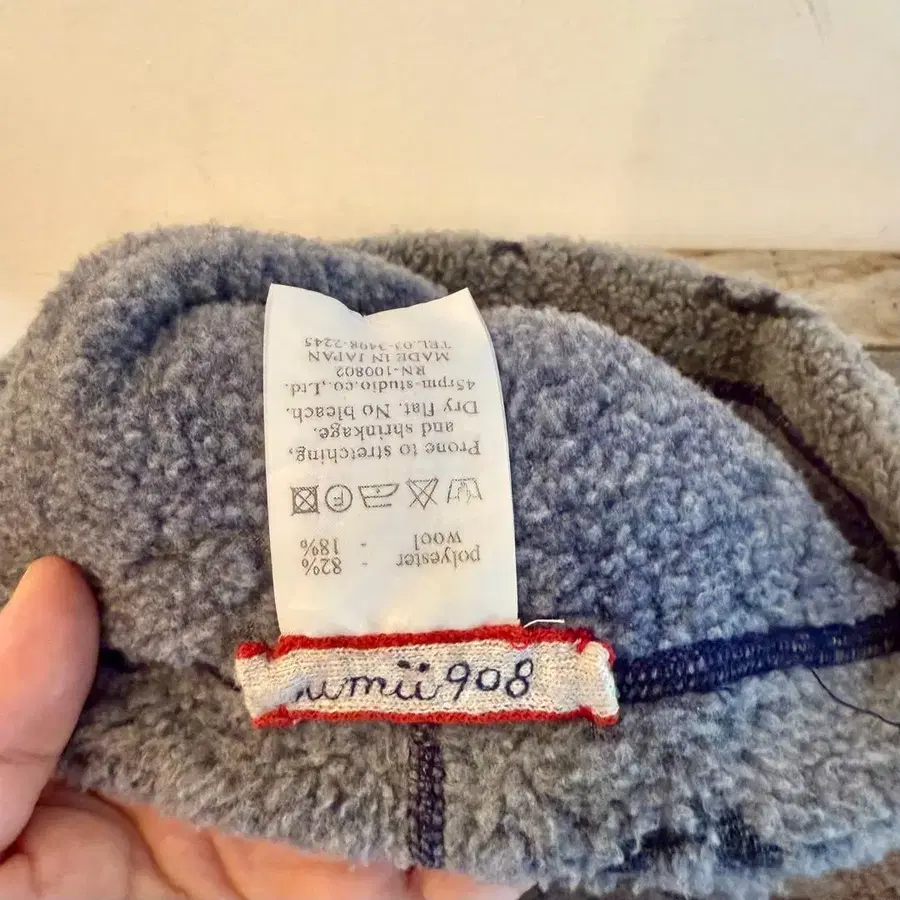 polyester - 82%
wool - 18%
Prone to stretching,
and shrinkage.
Dry flat. No bleach.
45rpm-studio.co.,Ltd.
RN-100802
MADE IN JAPAN
TEL.03-3498-2245
umii908